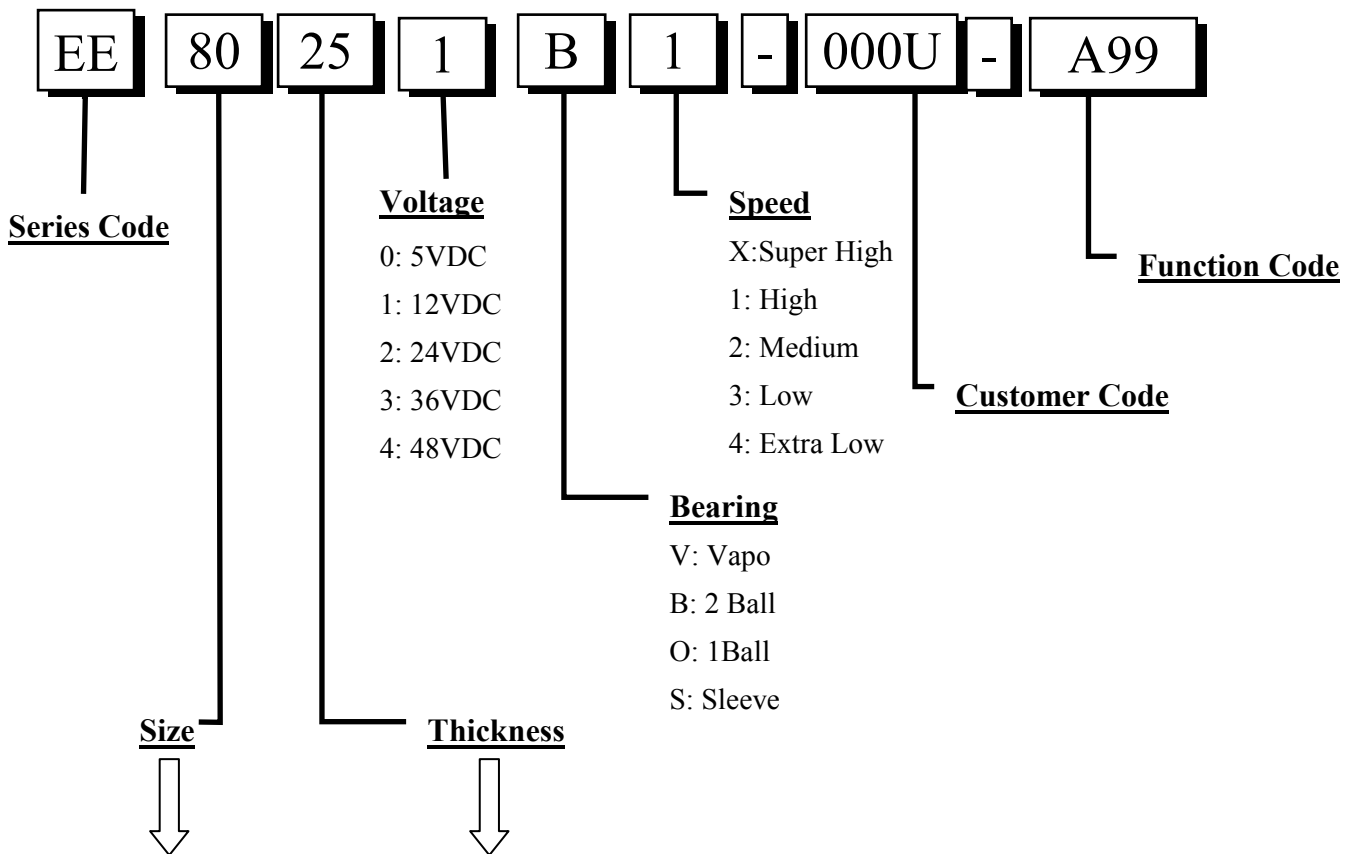 EE 80 25 1 B 1 - 000U - A99
Series Code
Voltage
0: 5VDC
1: 12VDC
2: 24VDC
3: 36VDC
4: 48VDC
Speed
X:Super High
1: High
2: Medium
3: Low
4: Extra Low
Function Code
Customer Code
Bearing
V: Vapo
B: 2 Ball
O: 1Ball
S: Sleeve
Size
Thickness